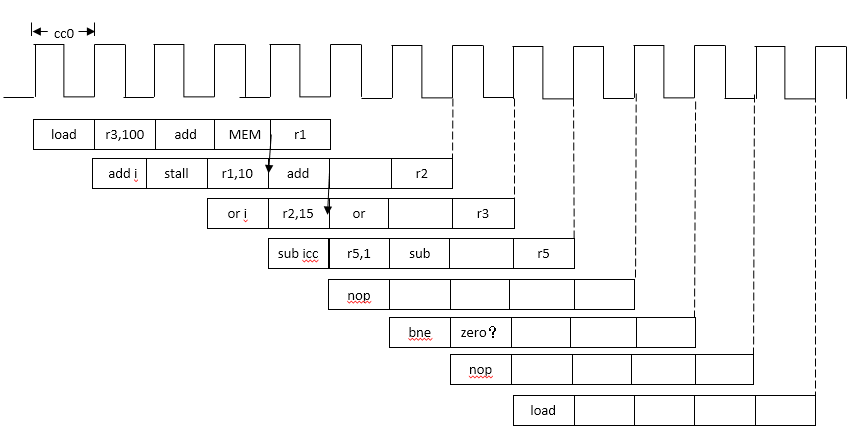 cc0
load r3,100 add MEM r1
add i stall r1,10 add r2
or i r2,15 or r3
sub icc r5,1 sub r5
nop
bne zero?
nop
load